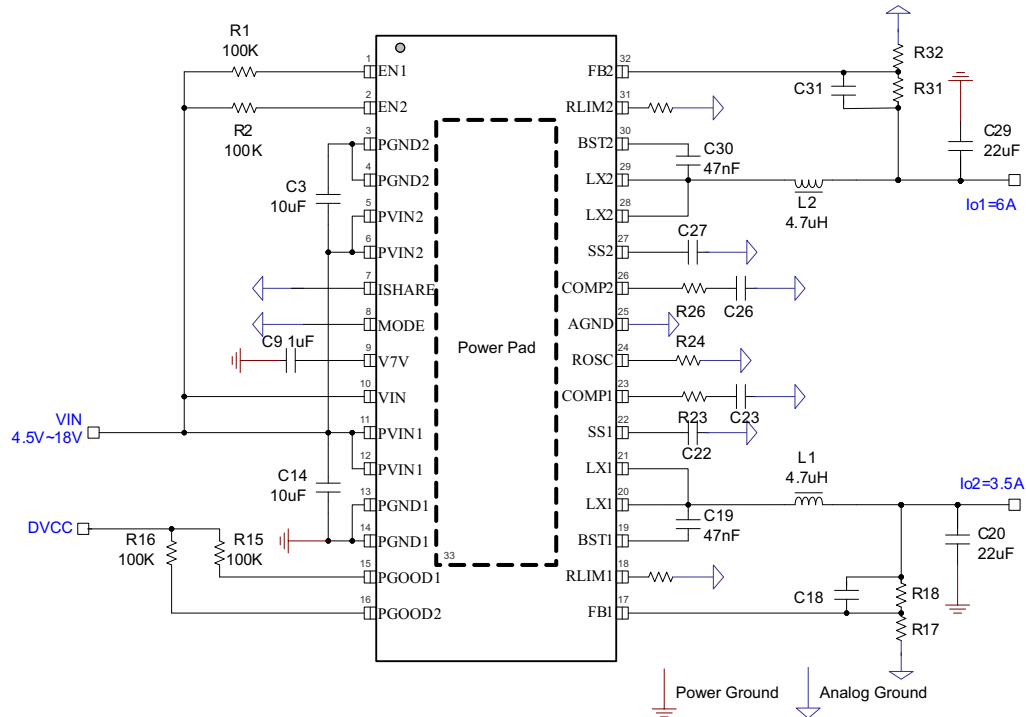 R1
100K
R2
100K
C3
10uF
C9 1uF
VIN
4.5V~18V
C14
10uF
DVCC
R16
100K
R15
100K
1
EN1
2
EN2
3
PGND2
4
PGND2
5
PVIN2
6
PVIN2
7
ISHARE
8
MODE
9
V7V
10
VIN
11
PVIN1
12
PVIN1
13
PGND1
14
PGND1
15
PGOOD1
16
PGOOD2
Power Pad
33
32
FB2
31
RLIM2
30
BST2
29
LX2
28
LX2
27
SS2
26
COMP2
25
AGND
24
ROSC
23
COMP1
22
SS1
21
LX1
20
LX1
19
BST1
18
RLIM1
17
FB1
R32
R31
C31
C29
22uF
C30
47nF
L2
4.7uH
Io1=6A
C27
R26
C26
R24
R23
C23
C22
L1
4.7uH
Io2=3.5A
C19
47nF
C20
22uF
C18
R18
R17
Power Ground
Analog Ground